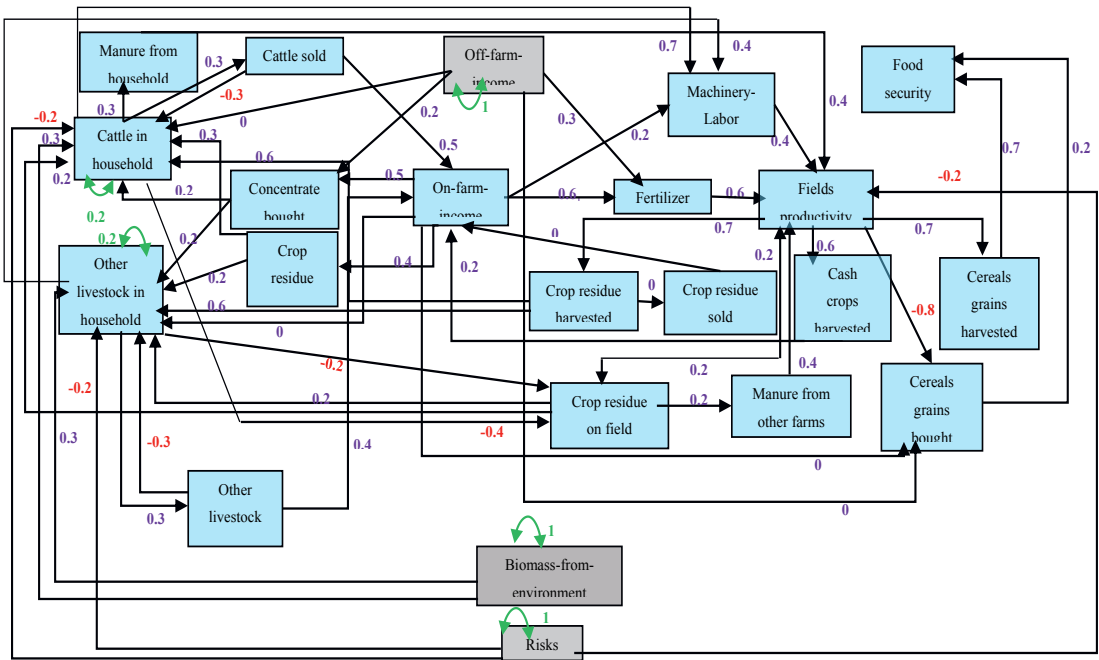 Manure from
household
Cattle sold
Off-farm-
income
Food
security
Machinery-
Labor
Cattle in
household
Concentrate
bought
On-farm-
income
Fertilizer
Fields
productivity
Other
livestock in
household
Crop
residue
Crop residue
harvested
Crop residue
sold
Cash
crops
harvested
Cereals
grains
harvested
Crop residue
on field
Manure from
other farms
Cereals
grains
bought
Other
livestock
Biomass-from-
environment
Risks
0.7
0.4
0.3
-0.3
1
0.2
0.3
0.4
0
-0.2
0.3
0.3
0.3
0.2
0.4
0.7
0.2
0.5
0.6
0.5
0.2
0.2
0.6
0.6
-0.2
0.2
0.2
0.2
0.2
0.4
0
0.2
0.7
0.2
0.6
0.7
0.6
0
0
-0.8
-0.2
-0.2
0.2
0.2
0.2
0.4
-0.4
0.3
-0.3
0.4
0
0.3
0
1
1